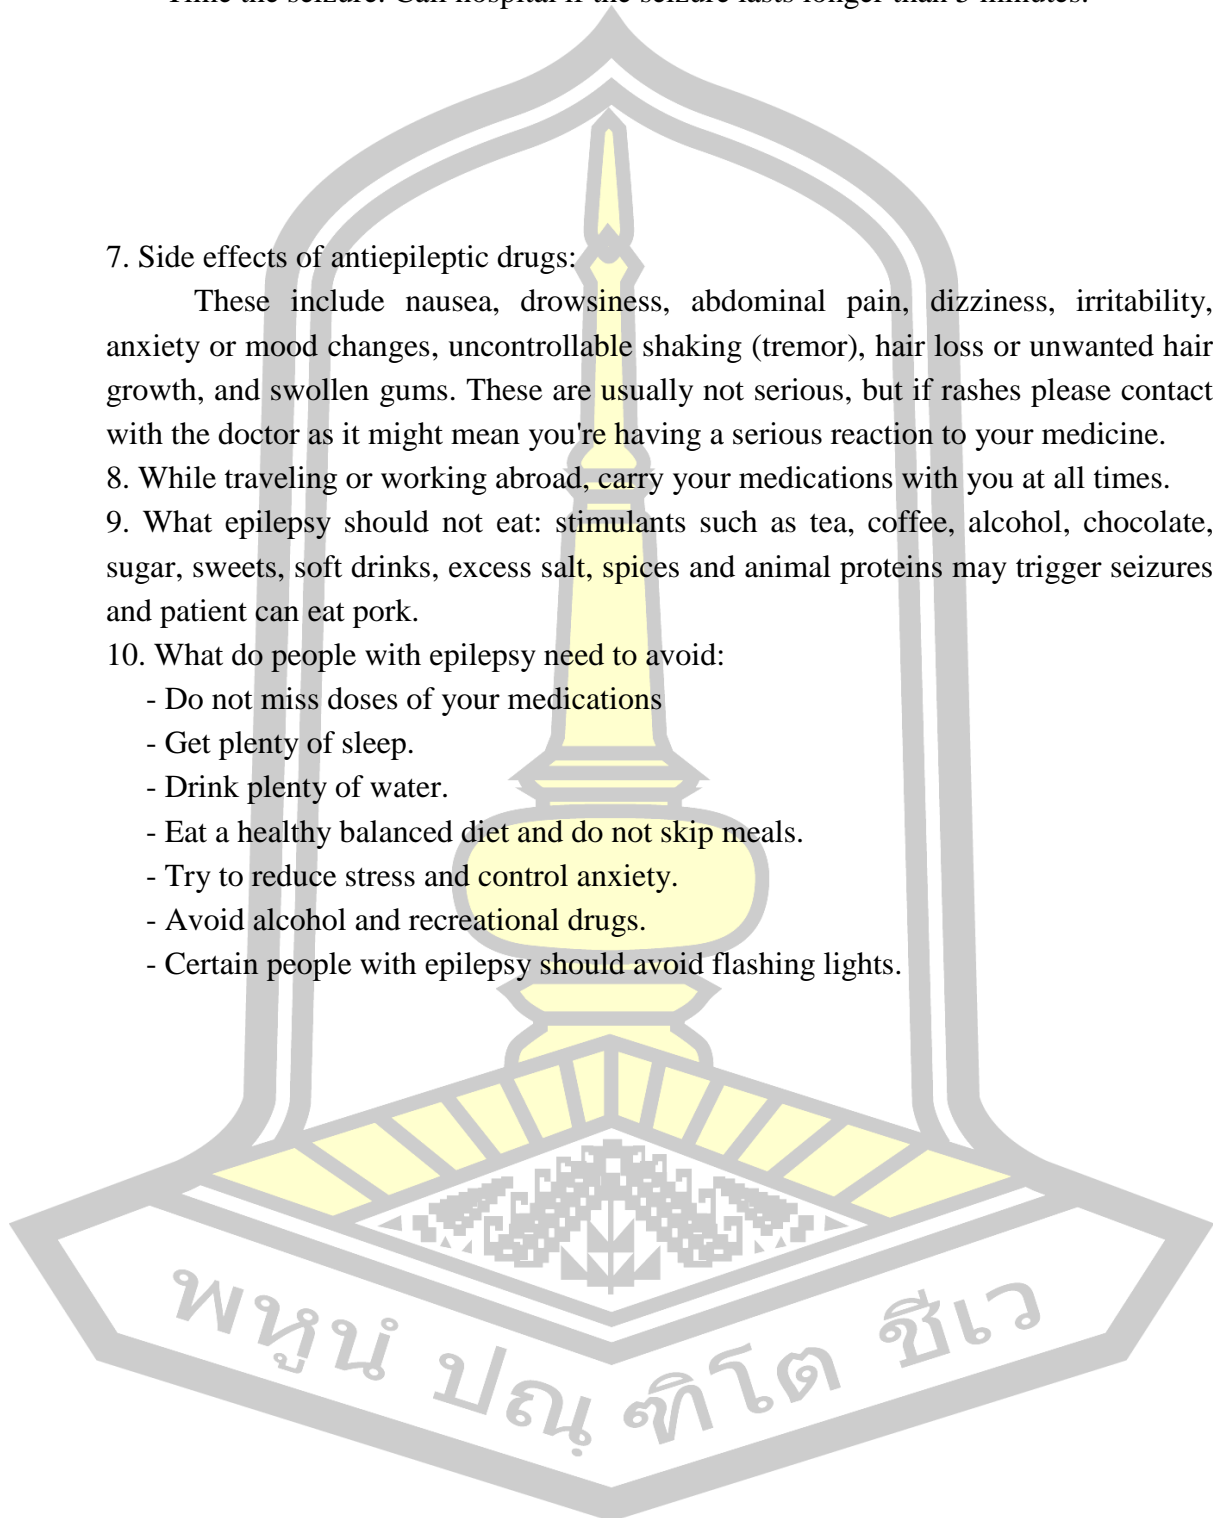 Time the seizure. Call hospital if the seizure lasts longer than 5 minutes.
7. Side effects of antiepileptic drugs:
These include nausea, drowsiness, abdominal pain, dizziness, irritability,
anxiety or mood changes, uncontrollable shaking (tremor), hair loss or unwanted hair
growth, and swollen gums. These are usually not serious, but if rashes please contact
with the doctor as it might mean you're having a serious reaction to your medicine.
8. While traveling or working abroad, carry your medications with you at all times.
9. What epilepsy should not eat: stimulants such as tea, coffee, alcohol, chocolate,
sugar, sweets, soft drinks, excess salt, spices and animal proteins may trigger seizures
and patient can eat pork.
10. What do people with epilepsy need to avoid:
- Do not miss doses of your medications
- Get plenty of sleep.
- Drink plenty of water.
- Eat a healthy balanced diet and do not skip meals.
- Try to reduce stress and control anxiety.
- Avoid alcohol and recreational drugs.
- Certain people with epilepsy should avoid flashing lights.
พหูนํ ปณฺ ฑิโต ชีเว